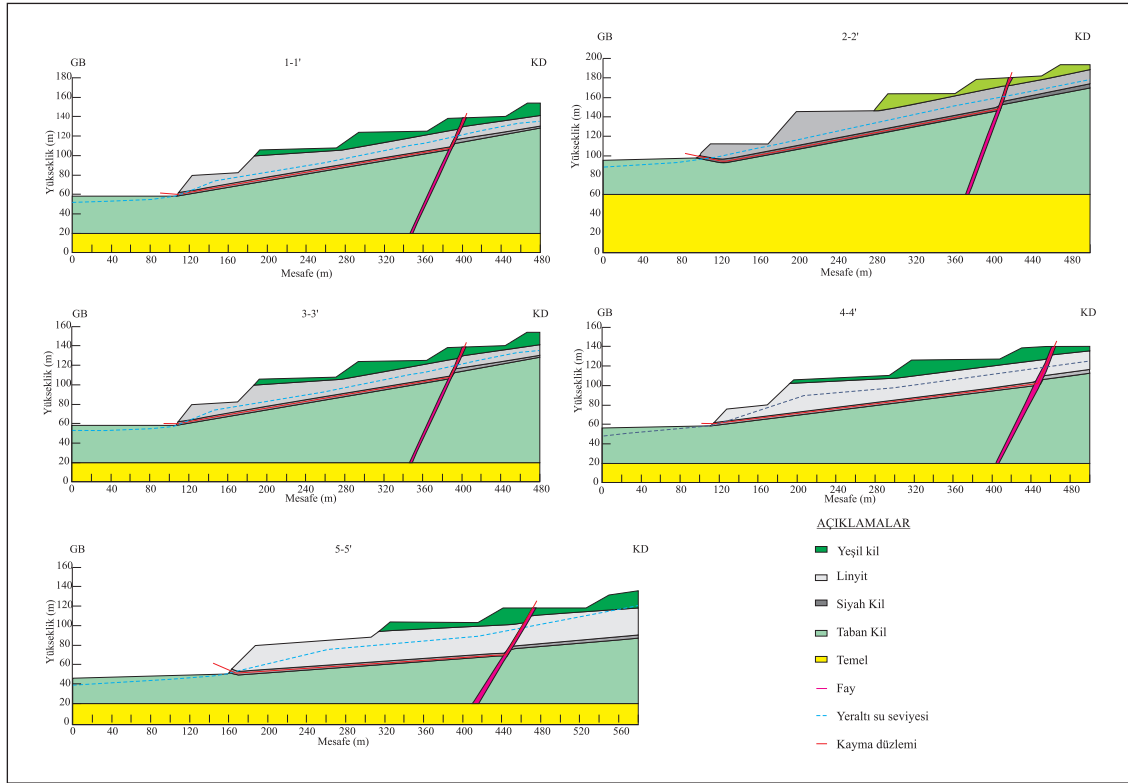 GB
1-1'
KD
180
160
140
120
100
80
60
40
20
0
Yükseklik (m)
0 40 80 120 160 200 240 280 320 360 400 440 480
Mesafe (m)
GB
2-2'
KD
200
180
160
140
120
100
80
60
40
20
0
Yükseklik (m)
0 40 80 120 160 200 240 280 320 360 400 440 480
Mesafe (m)
GB
3-3'
KD
160
140
120
100
80
60
40
20
0
Yükseklik (m)
0 40 80 120 160 200 240 280 320 360 400 440 480
Mesafe (m)
GB
4-4'
KD
160
140
120
100
80
60
40
20
0
Yükseklik (m)
0 40 80 120 160 200 240 280 320 360 400 440 480
Mesafe (m)
GB
5-5'
KD
160
140
120
100
80
60
40
20
0
Yükseklik (m)
0 40 80 120 160 200 240 280 320 360 400 440 480 520 560
Mesafe (m)
AÇIKLAMALAR
Yeşil kil
Linyit
Siyah Kil
Taban Kil
Temel
Fay
Yeraltı su seviyesi
Kayma düzlemi